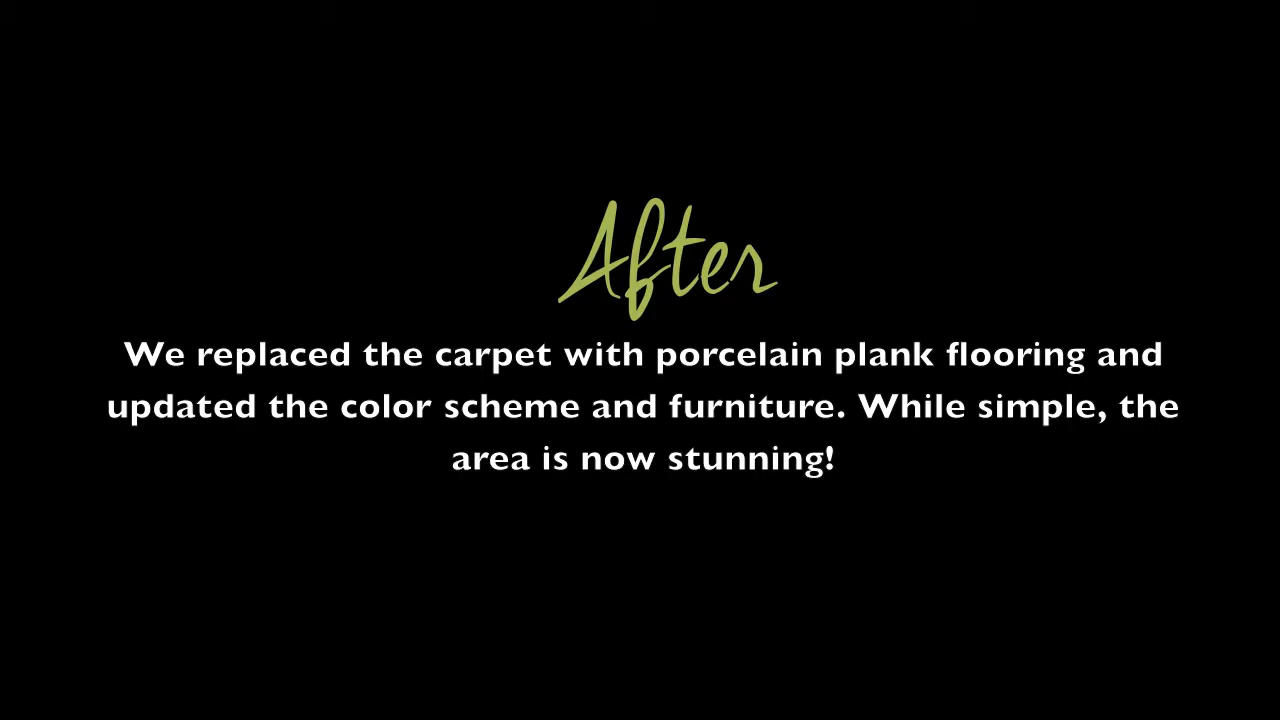 After
We replaced the carpet with porcelain plank flooring and
updated the color scheme and furniture. While simple, the
area is now stunning!